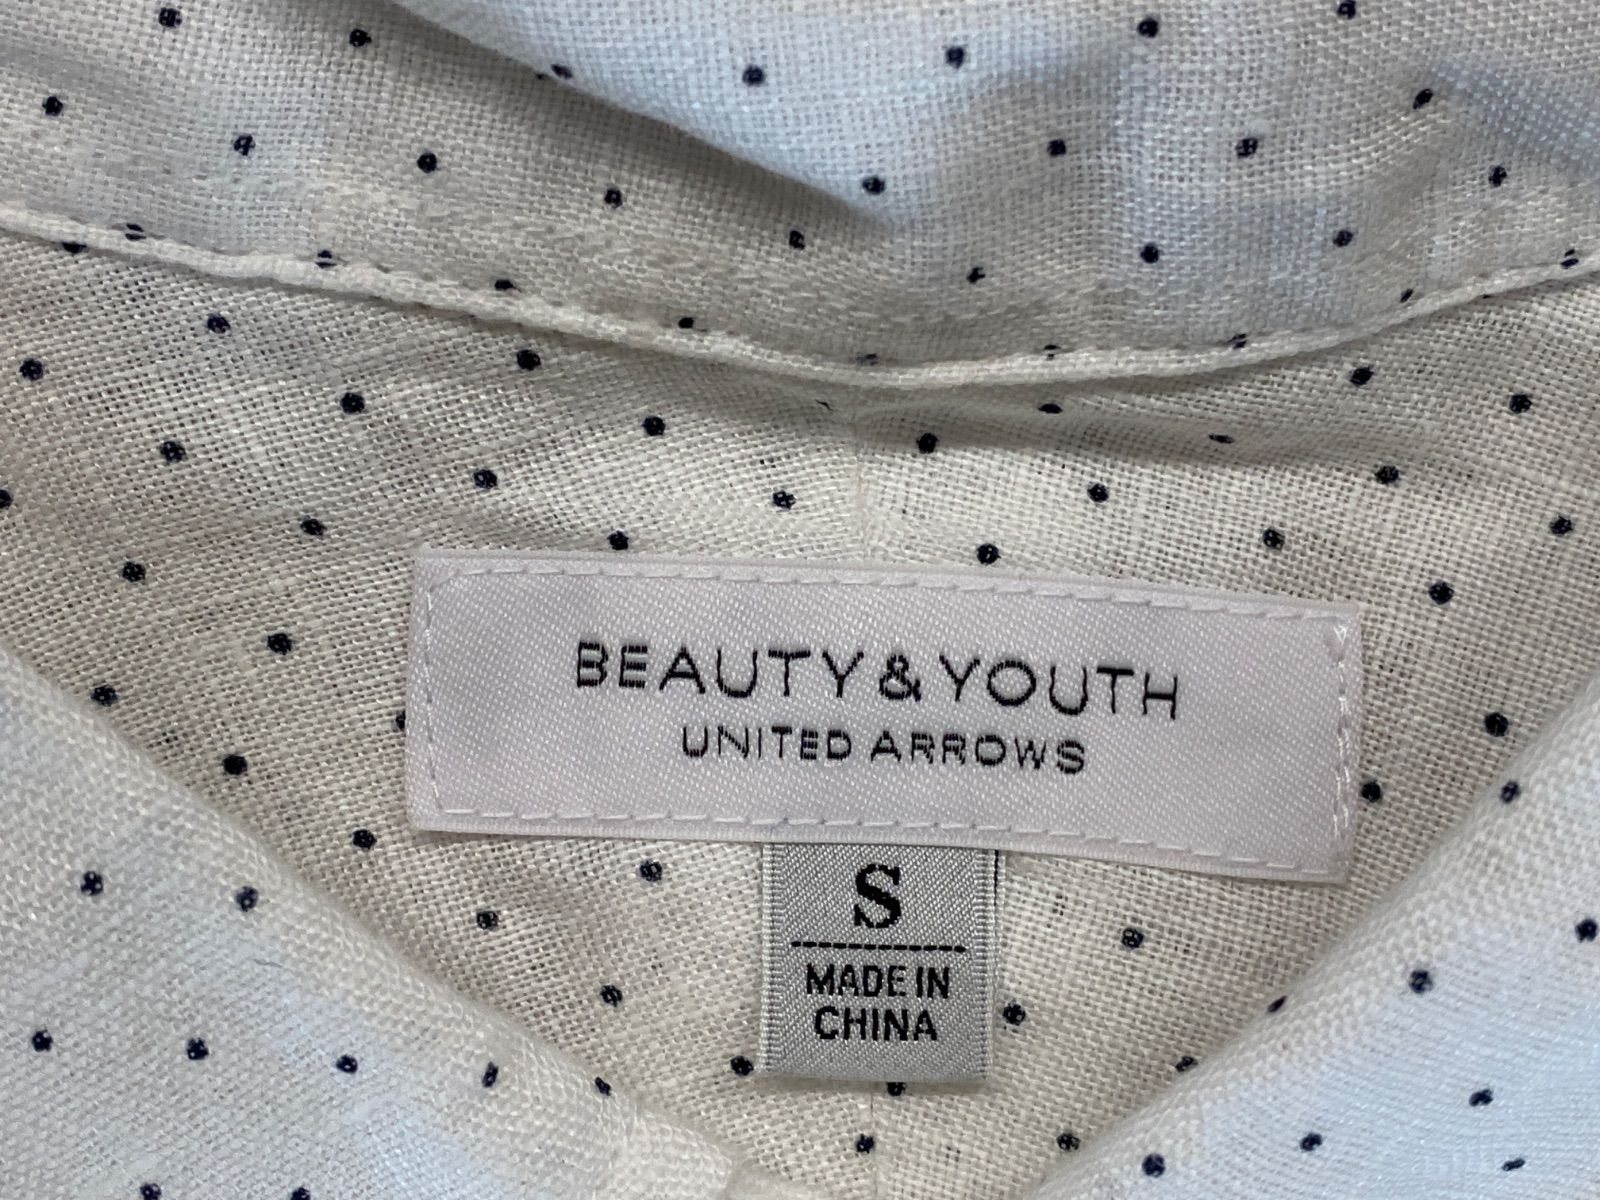 BEAUTY&YOUTH
UNITED ARROWS
S
MADE IN
CHINA